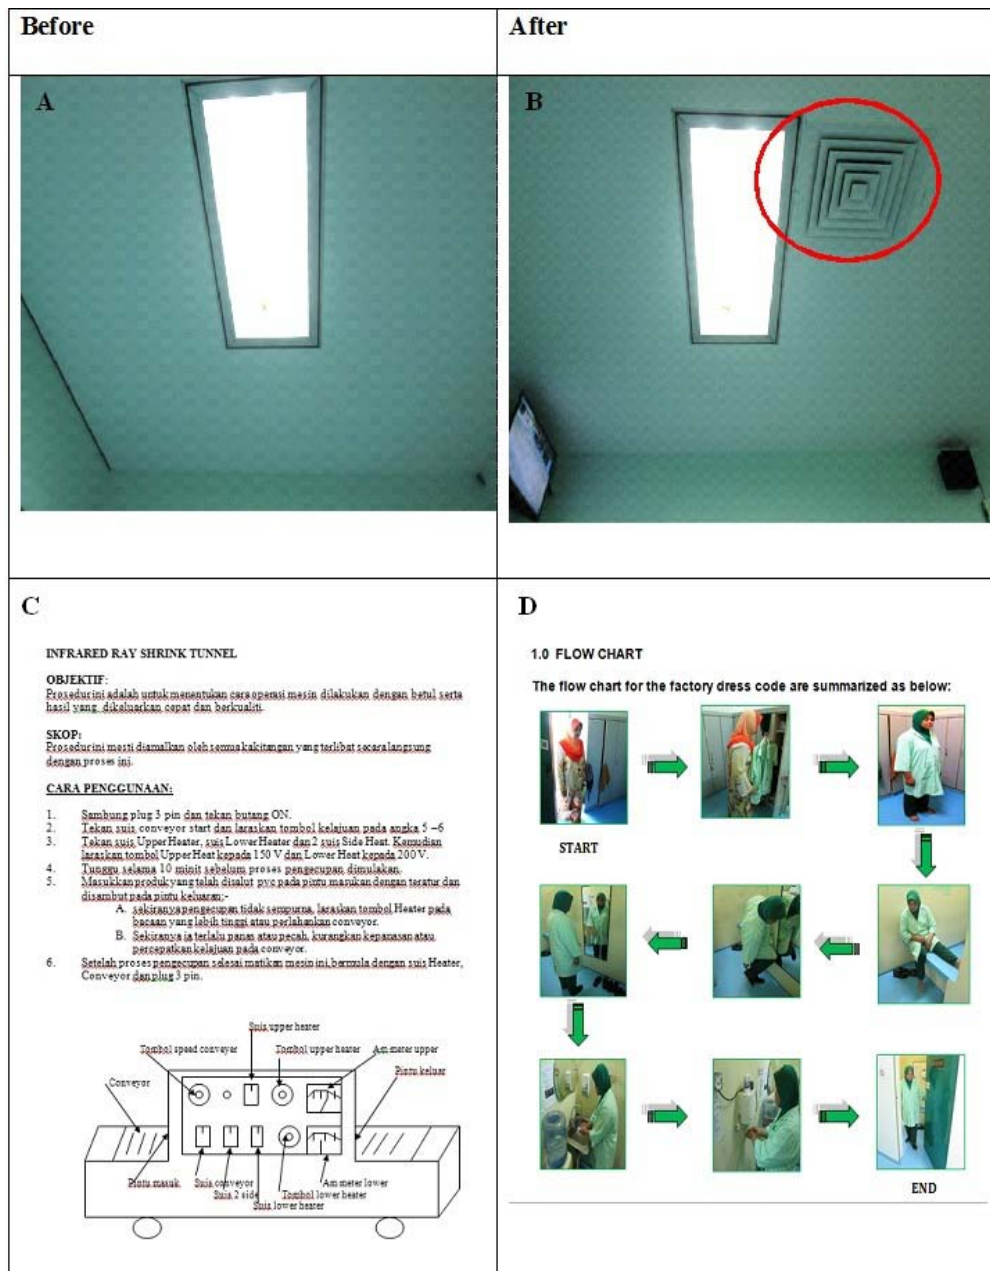 Before
After
A
B
C
INFRARED RAY SHRINK TUNNEL
OBJEKTIF:
Prosedur ini adalah untuk menentukan cara operasi mesin dilakukan dengan betul serta
hasil yang dikeluarkan cepat dan berkualiti.
SKOP:
Prosedur ini mesti diamalkan oleh semua kakitangan yang terlibat secara langsung
dengan proses ini.
CARA PENGGUNAAN:
1. Sambung plug 3 pin dan tekan butang ON.
2. Tekan suis conveyor start dan laraskan tombol kelajuan pada angka 5 – 6
3. Tekan suis Upper Heater, suis Lower Heater dan 2 suis Side Heat. Kemudian
laraskan tombol Upper Heat kepada 150 V dan Lower Heat kepada 200 V.
4. Tunggu selama 10 minit sebelum proses pengecupan dimulakan.
5. Masukkan produk yang telah disalut pvc pada pintu masukan dengan teratur dan
disambut pada pintu keluaran:-
A. sekiranya pengecupan tidak sempurna, laraskan tombol Heater pada
bacaan yang lebih tinggi atau perlahankan conveyor.
B. Sekiranya ia terlalu panas atau pecah, kurangkan kepanasan atau
percepatkan kelajuan pada conveyor.
6. Setelah proses pengecupan selesai matikan mesin ini, bermula dengan suis Heater,
Conveyor dan plug 3 pin.
Suis upper heater
Tombol speed conveyor
Tombol upper heater
Am meter upper
Conveyor
Pintu keluar
Pintu masuk
Suis conveyor
Am meter lower
Suis 2 side
Tombol lower heater
Suis lower heater
D
1.0 FLOW CHART
The flow chart for the factory dress code are summarized as below:
START
END